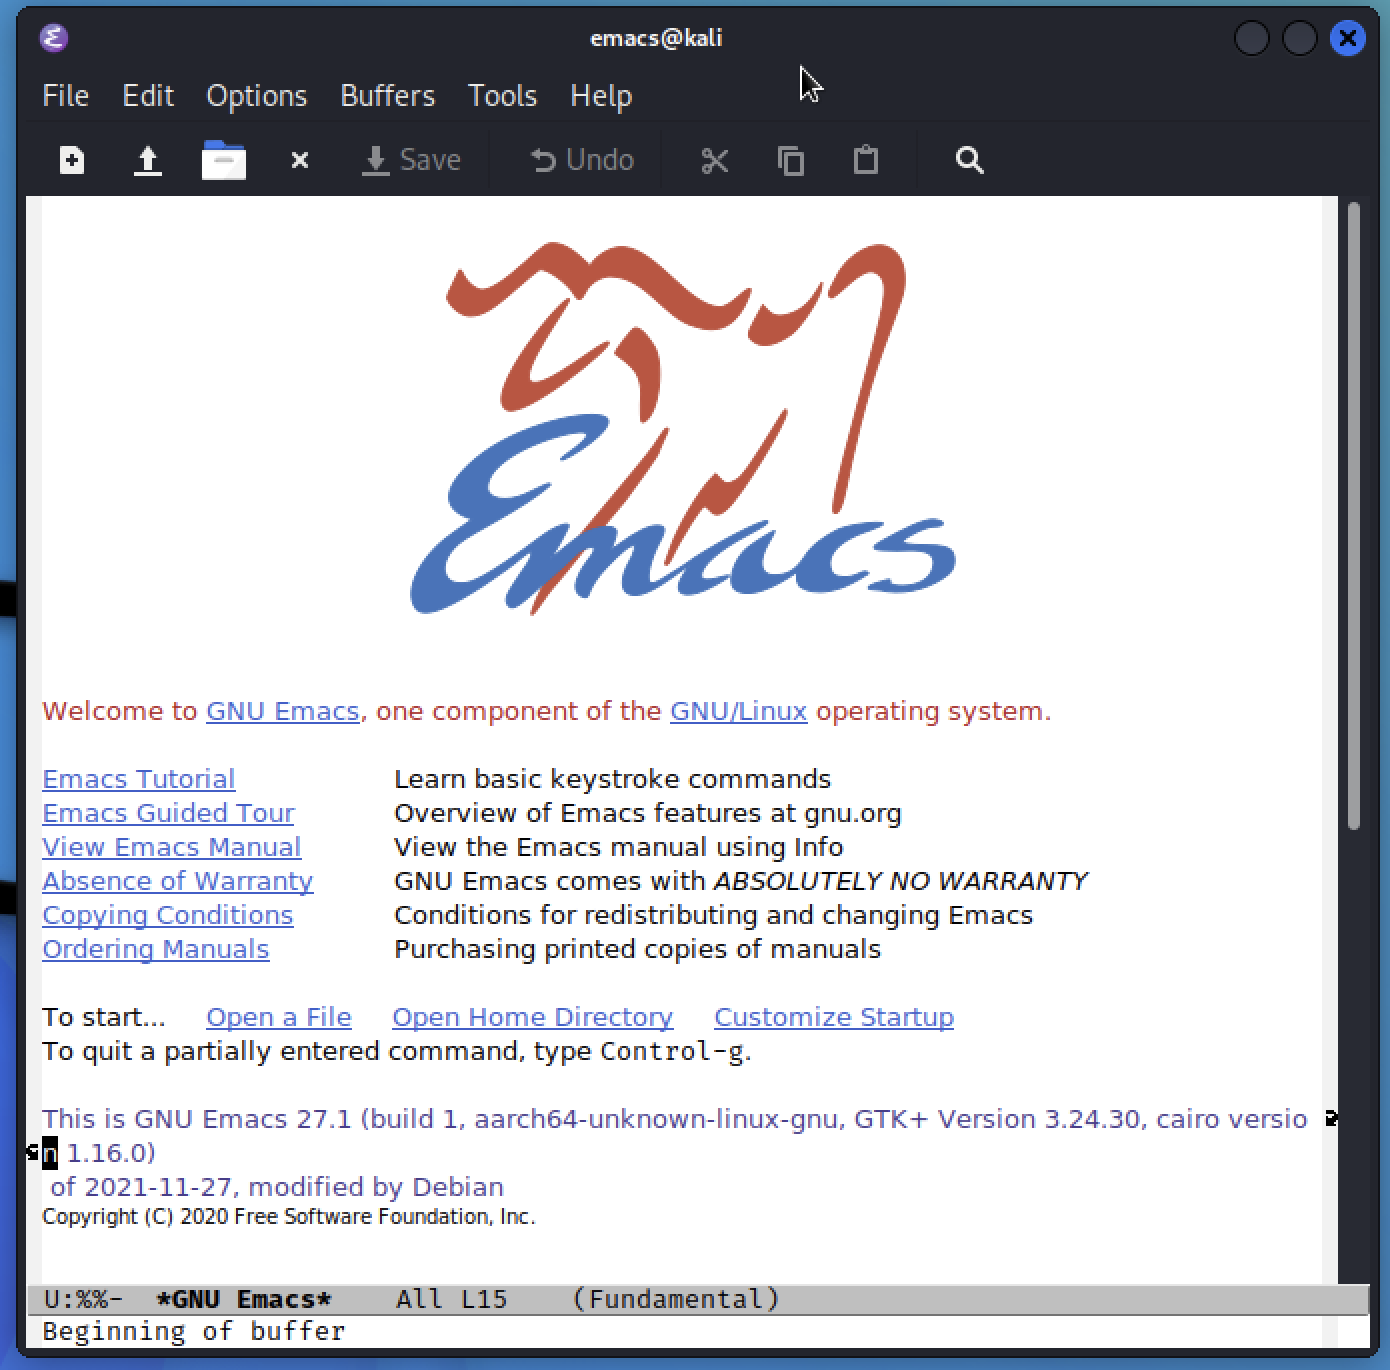 emacs@kali
File Edit Options Buffers Tools Help
Save Undo
Emacs
Welcome to GNU Emacs, one component of the GNU/Linux operating system.
Emacs Tutorial Learn basic keystroke commands
Emacs Guided Tour Overview of Emacs features at gnu.org
View Emacs Manual View the Emacs manual using Info
Absence of Warranty GNU Emacs comes with ABSOLUTELY NO WARRANTY
Copying Conditions Conditions for redistributing and changing Emacs
Ordering Manuals Purchasing printed copies of manuals
To start... Open a File Open Home Directory Customize Startup
To quit a partially entered command, type Control-g.
This is GNU Emacs 27.1 (build 1, aarch64-unknown-linux-gnu, GTK+ Version 3.24.30, cairo versio
n 1.16.0)
of 2021-11-27, modified by Debian
Copyright (C) 2020 Free Software Foundation, Inc.
U:%%- *GNU Emacs* All L15 (Fundamental)
Beginning of buffer